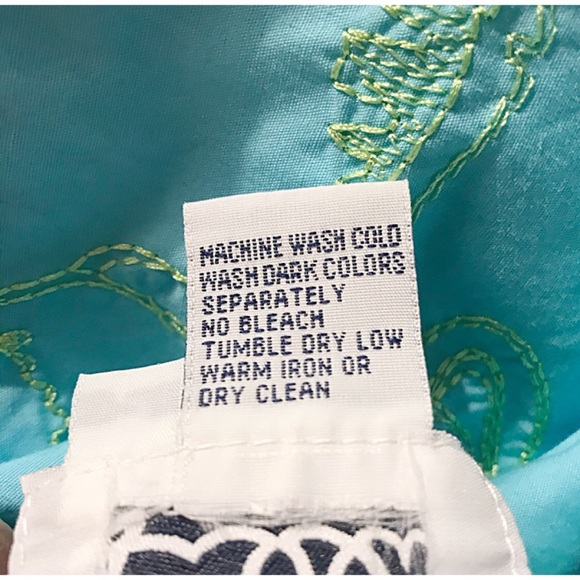 MACHINE WASH COLD
WASH DARK COLORS
SEPARATELY
NO BLEACH
TUMBLE DRY LOW
WARM IRON OR
DRY CLEAN